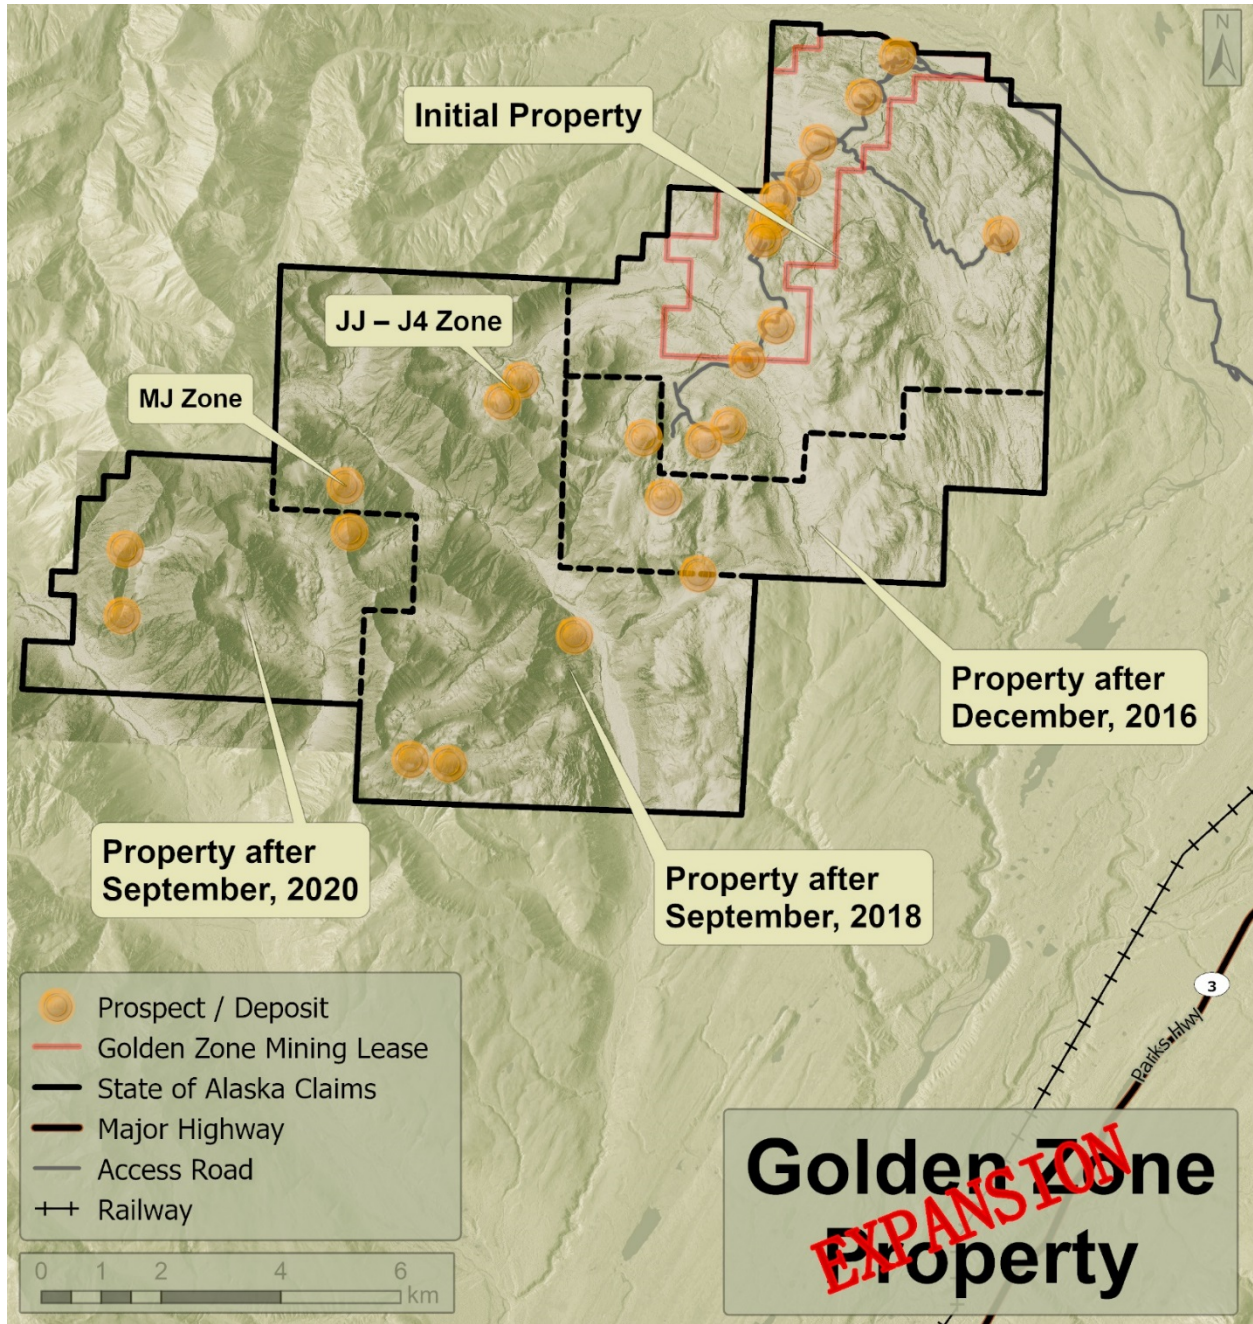 N
Initial Property
JJ – J4 Zone
MJ Zone
Property after
December, 2016
Property after
September, 2020
Property after
September, 2018
Prospect / Deposit
Golden Zone Mining Lease
State of Alaska Claims
Major Highway
Access Road
Railway
0 1 2 4 6
km
3
Parks Hwy
Golden Zone
EXPANSION
Property